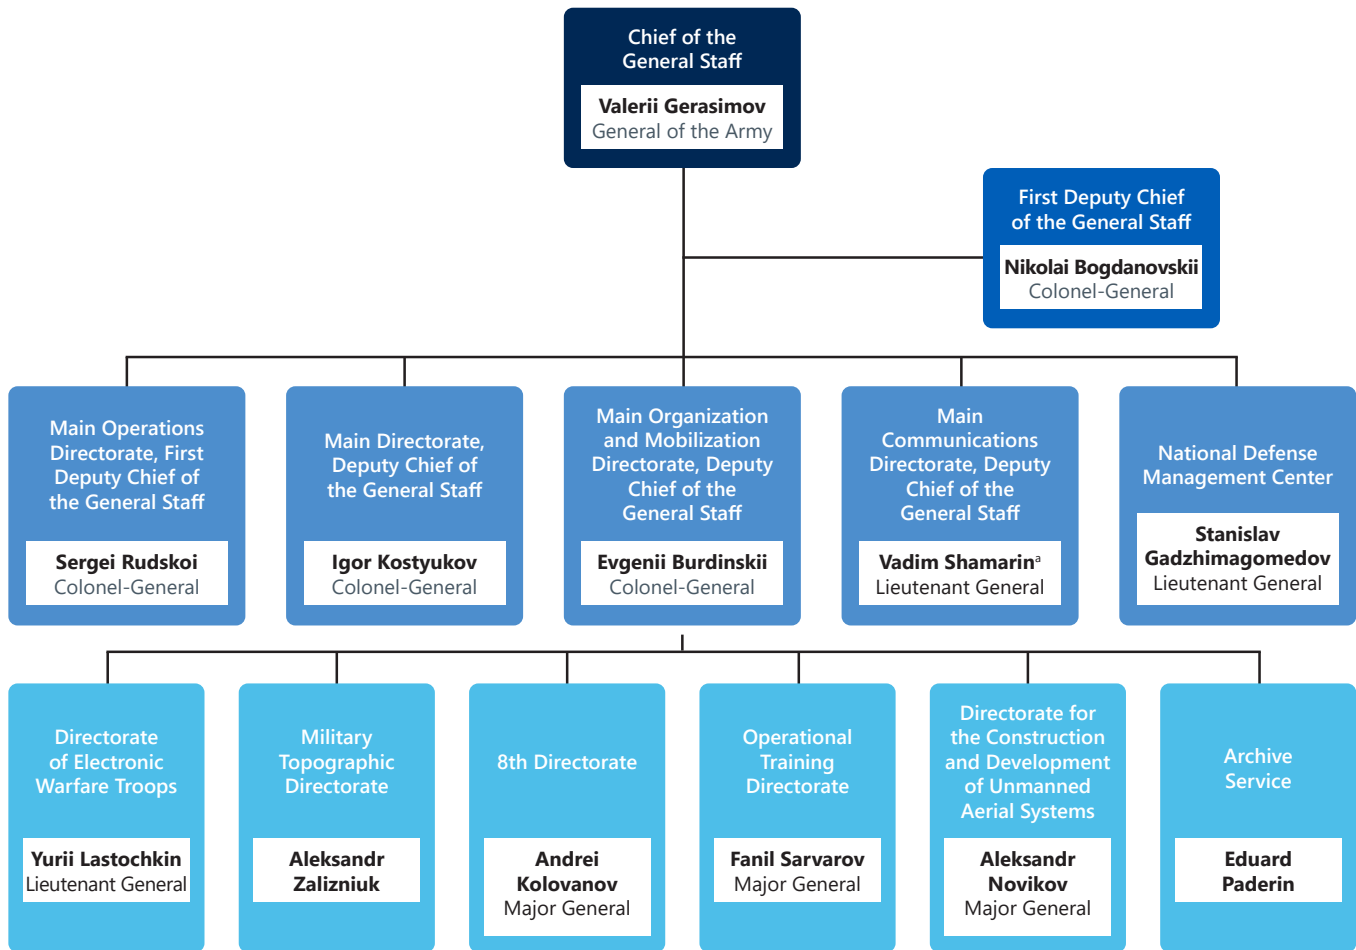 Chief of the
General Staff
Valerii Gerasimov
General of the Army
First Deputy Chief
of the General Staff
Nikolai Bogdanovskii
Colonel-General
Main Operations
Directorate, First
Deputy Chief of
the General Staff
Sergei Rudskoi
Colonel-General
Main Directorate,
Deputy Chief of
the General Staff
Igor Kostyukov
Colonel-General
Main Organization
and Mobilization
Directorate, Deputy
Chief of the
General Staff
Evgenii Burdinskii
Colonel-General
Main
Communications
Directorate, Deputy
Chief of the
General Staff
Vadim Shamarinᵃ
Lieutenant General
National Defense
Management Center
Stanislav
Gadzhimagomedov
Lieutenant General
Directorate
of Electronic
Warfare Troops
Yurii Lastochkin
Lieutenant General
Military
Topographic
Directorate
Aleksandr
Zalizniuk
8th Directorate
Andrei
Kolovanov
Major General
Operational
Training
Directorate
Fanil Sarvarov
Major General
Directorate for
the Construction
and Development
of Unmanned
Aerial Systems
Aleksandr
Novikov
Major General
Archive
Service
Eduard
Paderin